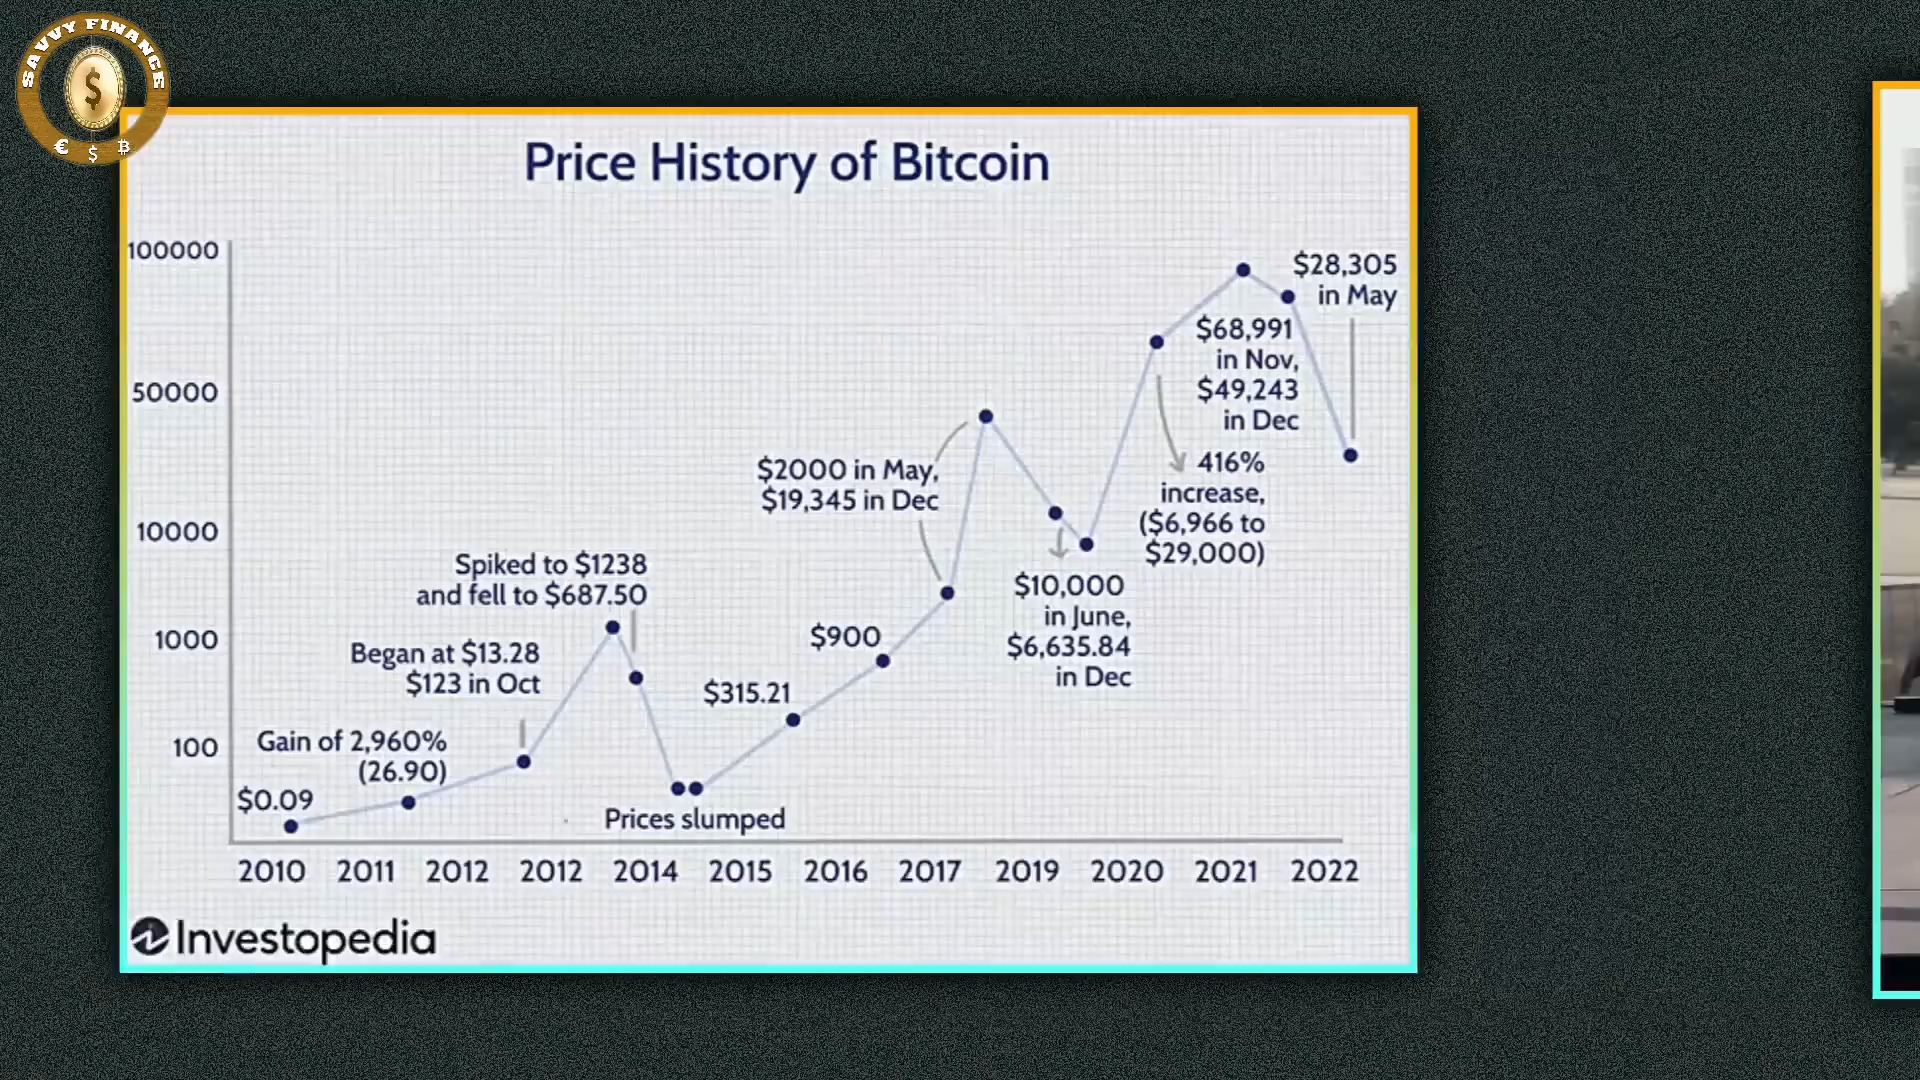 SAVVY FINANCE
$
€ $ ₿
Price History of Bitcoin
100000
50000
10000
1000
100
$0.09
Gain of 2,960%
(26.90)
Began at $13.28
$123 in Oct
Spiked to $1238
and fell to $687.50
Prices slumped
$315.21
$900
$2000 in May,
$19,345 in Dec
$10,000
in June,
$6,635.84
in Dec
416%
increase,
($6,966 to
$29,000)
$68,991
in Nov,
$49,243
in Dec
$28,305
in May
2010 2011 2012 2012 2014 2015 2016 2017 2019 2020 2021 2022
Investopedia